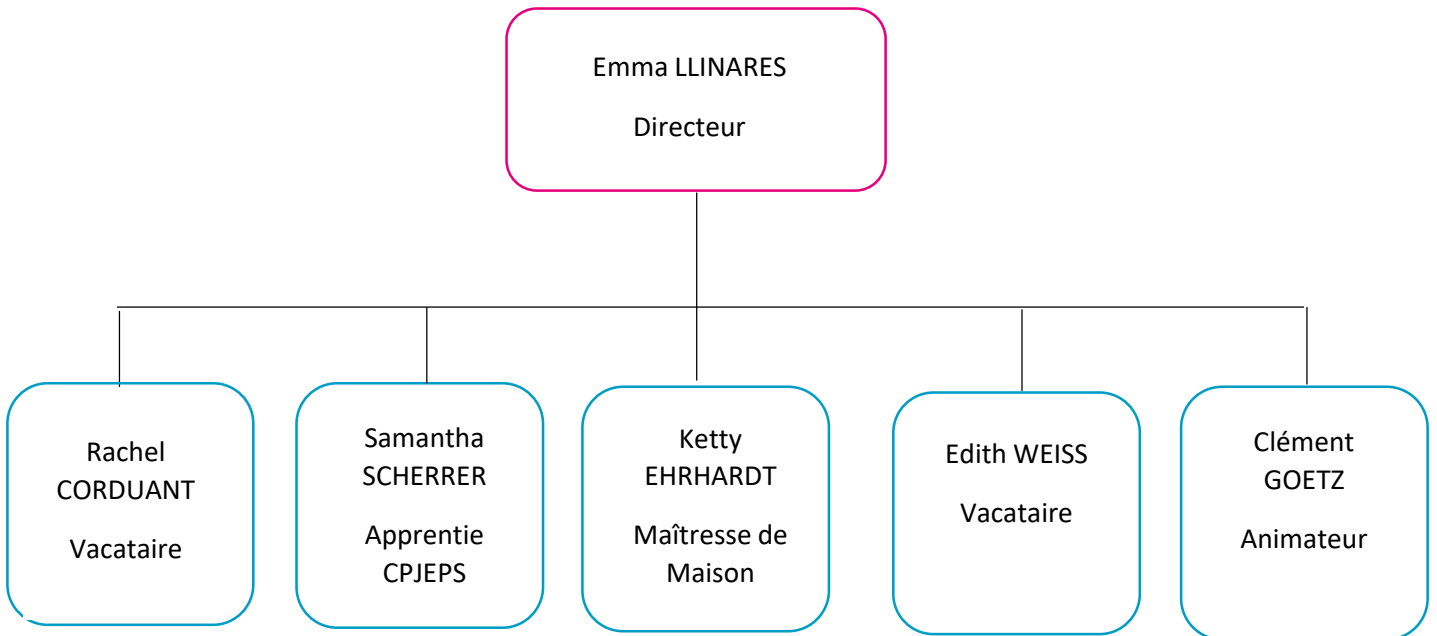 Emma LLINARES
Directeur
Rachel
CORDUANT
Vacataire
Samantha
SCHERRER
Apprentie
CPJEPS
Ketty
EHRHARDT
Maîtresse de
Maison
Edith WEISS
Vacataire
Clément
GOETZ
Animateur